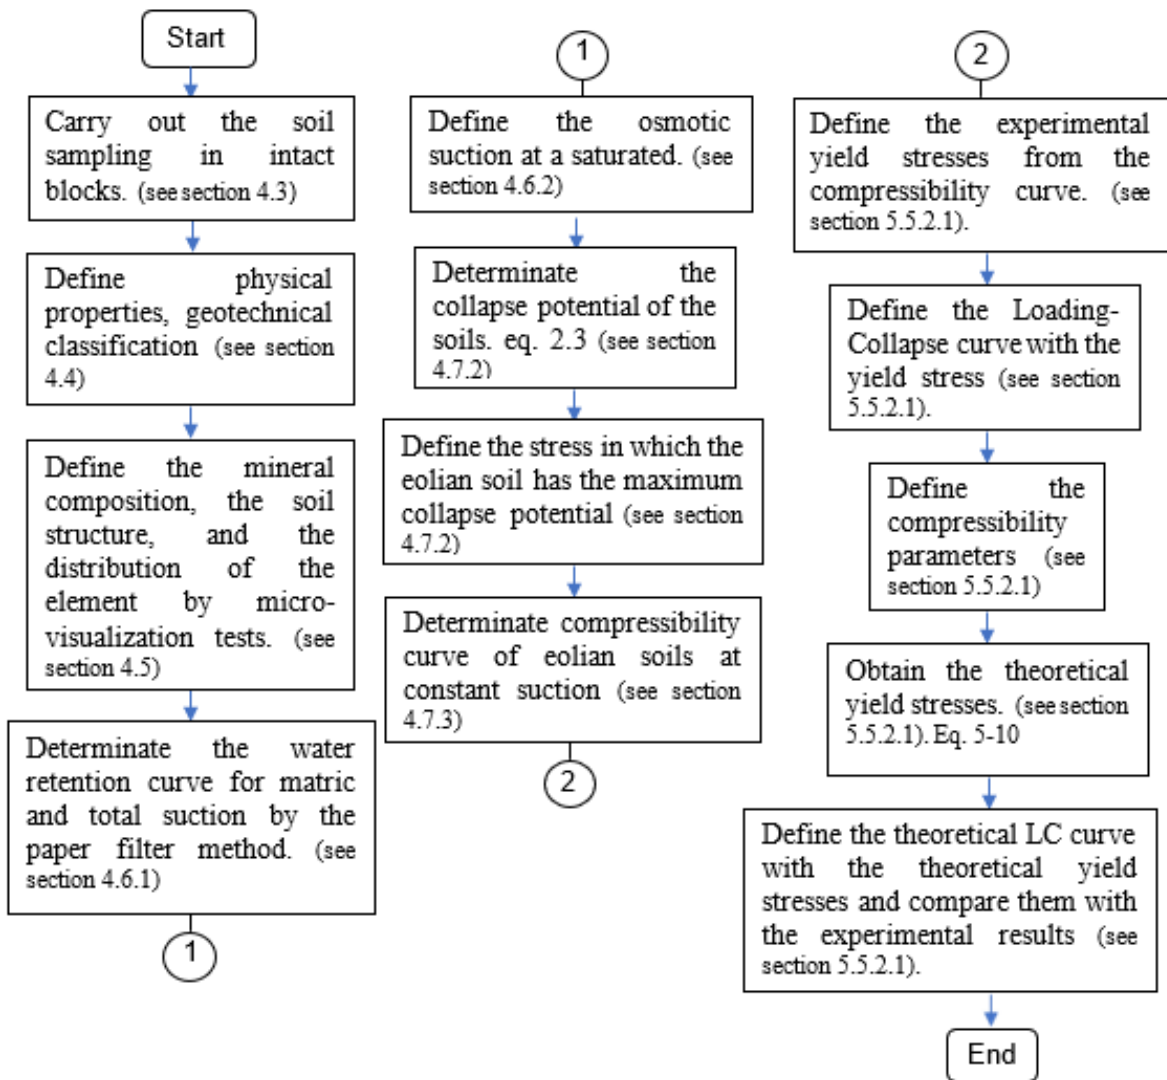 Start
Carry out the soil
sampling in intact
blocks. (see section 4.3)
Define physical
properties, geotechnical
classification (see section
4.4)
Define the mineral
composition, the soil
structure, and the
distribution of the
element by micro-
visualization tests. (see
section 4.5)
Determinate the water
retention curve for matric
and total suction by the
paper filter method. (see
section 4.6.1)
1
1
Define the osmotic
suction at a saturated. (see
section 4.6.2)
Determinate the
collapse potential of the
soils. eq. 2.3 (see section
4.7.2)
Define the stress in which the
eolian soil has the maximum
collapse potential (see section
4.7.2)
Determinate compressibility
curve of eolian soils at
constant suction (see section
4.7.3)
2
2
Define the experimental
yield stresses from the
compressibility curve. (see
section 5.5.2.1).
Define the Loading-
Collapse curve with the
yield stress (see section
5.5.2.1).
Define the
compressibility
parameters (see
section 5.5.2.1)
Obtain the theoretical
yield stresses. (see section
5.5.2.1). Eq. 5-10
Define the theoretical LC curve
with the theoretical yield
stresses and compare them with
the experimental results (see
section 5.5.2.1).
End